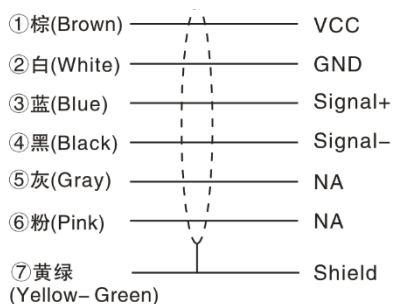 ①棕(Brown) VCC
②白(White) GND
③蓝(Blue) Signal+
④黑(Black) Signal–
⑤灰(Gray) NA
⑥粉(Pink) NA
⑦黄绿 Shield
(Yellow– Green)